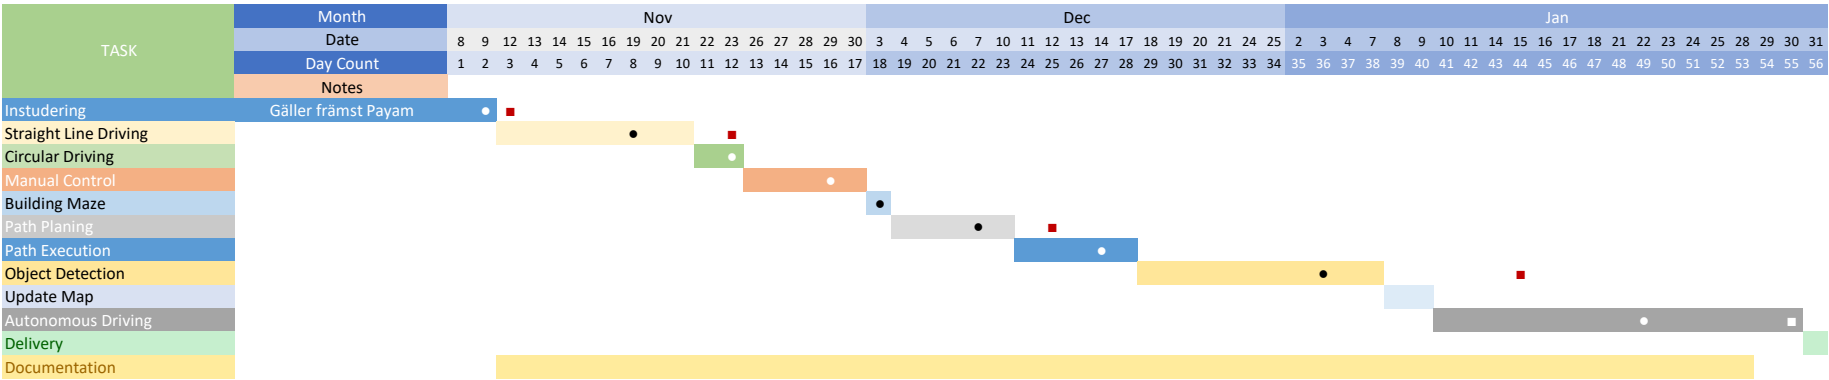 TASK
Month Nov Dec Jan
Date 8 9 12 13 14 15 16 19 20 21 22 23 26 27 28 29 30 3 4 5 6 7 10 11 12 13 14 17 18 19 20 21 24 25 2 3 4 7 8 9 10 11 14 15 16 17 18 21 22 23 24 25 28 29 30 31
Day Count 1 2 3 4 5 6 7 8 9 10 11 12 13 14 15 16 17 18 19 20 21 22 23 24 25 26 27 28 29 30 31 32 33 34 35 36 37 38 39 40 41 42 43 44 45 46 47 48 49 50 51 52 53 54 55 56
Notes
Instudering Gäller främst Payam
Straight Line Driving
Circular Driving
Manual Control
Building Maze
Path Planing
Path Execution
Object Detection
Update Map
Autonomous Driving
Delivery
Documentation